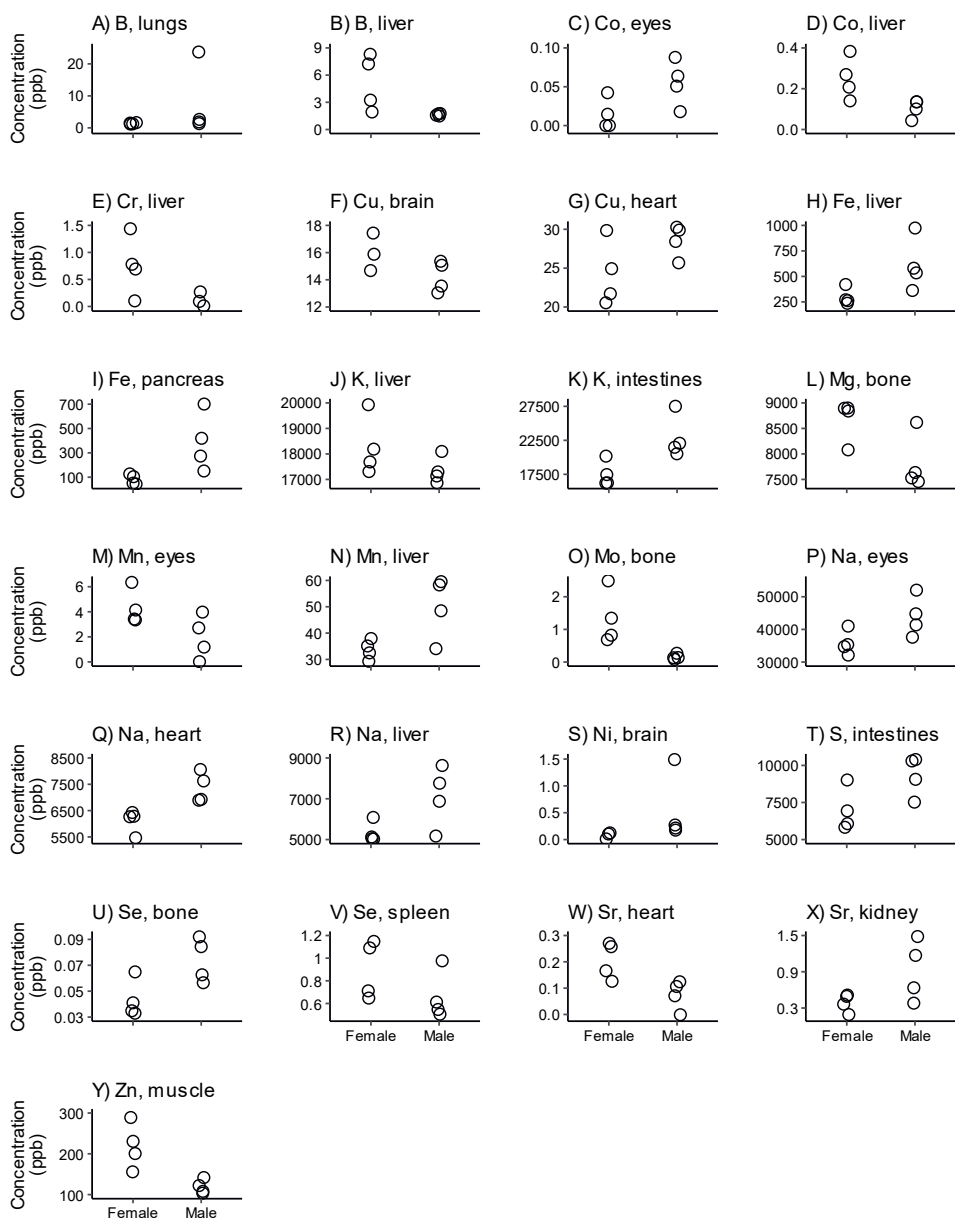 A) B, lungs
B) B, liver
C) Co, eyes
D) Co, liver
Concentration
(ppb)
20
10
0
9
6
3
0
0.10
0.05
0.00
0.4
0.2
0.0
E) Cr, liver
F) Cu, brain
G) Cu, heart
H) Fe, liver
Concentration
(ppb)
1.5
1.0
0.5
0.0
18
16
14
12
30
25
20
1000
750
500
250
I) Fe, pancreas
J) K, liver
K) K, intestines
L) Mg, bone
Concentration
(ppb)
700
500
300
100
20000
19000
18000
17000
27500
22500
17500
9000
8500
8000
7500
M) Mn, eyes
N) Mn, liver
O) Mo, bone
P) Na, eyes
Concentration
(ppb)
6
4
2
0
60
50
40
30
2
1
0
50000
40000
30000
Q) Na, heart
R) Na, liver
S) Ni, brain
T) S, intestines
Concentration
(ppb)
8500
7500
6500
5500
9000
7000
5000
1.5
1.0
0.5
0.0
10000
7500
5000
U) Se, bone
V) Se, spleen
W) Sr, heart
X) Sr, kidney
Concentration
(ppb)
0.09
0.07
0.05
0.03
1.2
1
0.8
0.6
0.3
0.2
0.1
0.0
1.5
0.9
0.3
Female Male
Female Male
Female Male
Y) Zn, muscle
Concentration
(ppb)
300
200
100
Female Male